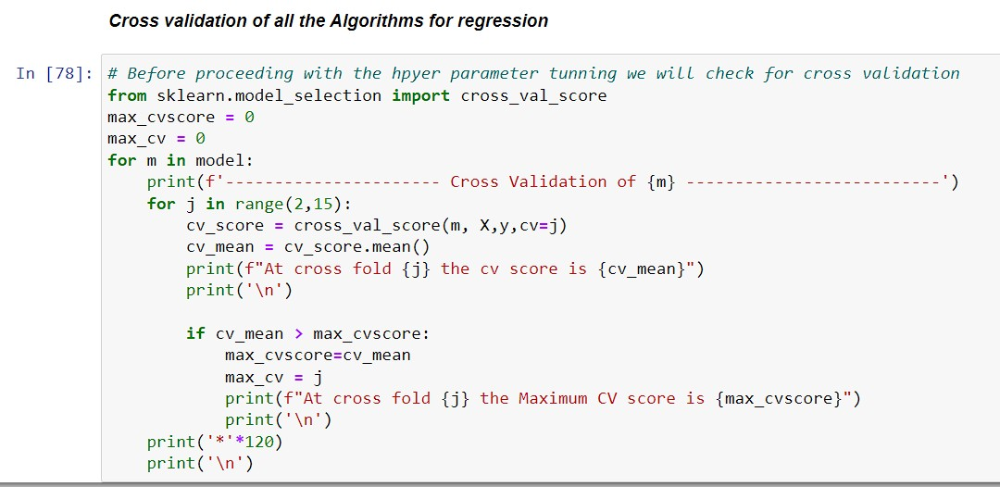 Cross validation of all the Algorithms for regression
In [78]: # Before proceeding with the hpyer parameter tunning we will check for cross validation
from sklearn.model_selection import cross_val_score
max_cvscore = 0
max_cv = 0
for m in model:
    print(f'---------------------- Cross Validation of {m} --------------------------')
    for j in range(2,15):
        cv_score = cross_val_score(m, X,y,cv=j)
        cv_mean = cv_score.mean()
        print(f"At cross fold {j} the cv score is {cv_mean}")
        print('\n')
        if cv_mean > max_cvscore:
            max_cvscore=cv_mean
            max_cv = j
            print(f"At cross fold {j} the Maximum CV score is {max_cvscore}")
            print('\n')
    print('*'*120)
    print('\n')